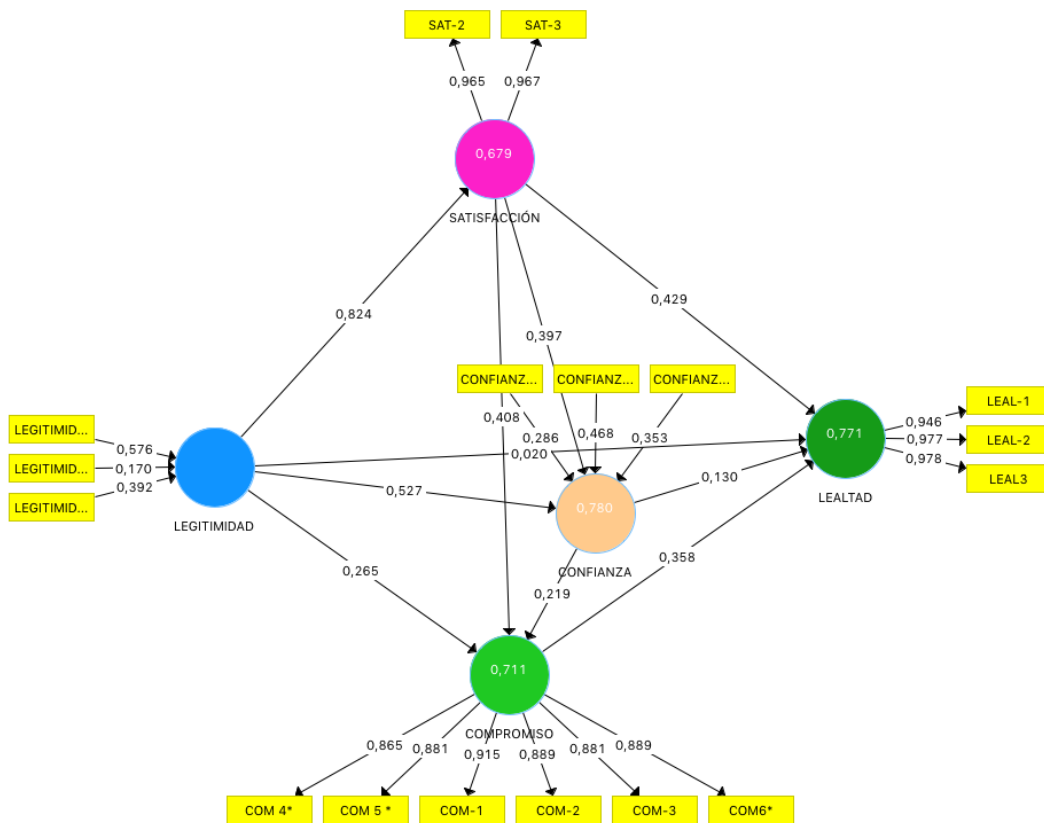 SAT-2 SAT-3
0,965 0,967
0,679
SATISFACCIÓN
0,824
0,429
0,397
CONFIANZ... CONFIANZ... CONFIANZ...
0,408
0,286 0,468 0,353
0,020
LEGITIMID...
LEGITIMID...
LEGITIMID...
0,576
0,170
0,392
LEGITIMIDAD
0,771
LEALTAD
0,946
0,977
0,978
LEAL-1
LEAL-2
LEAL3
0,527
0,130
0,780
CONFIANZA
0,265
0,219
0,358
0,711
COMPROMISO
0,865 0,881 0,915 0,889 0,881 0,889
COM 4* COM 5 * COM-1 COM-2 COM-3 COM6*